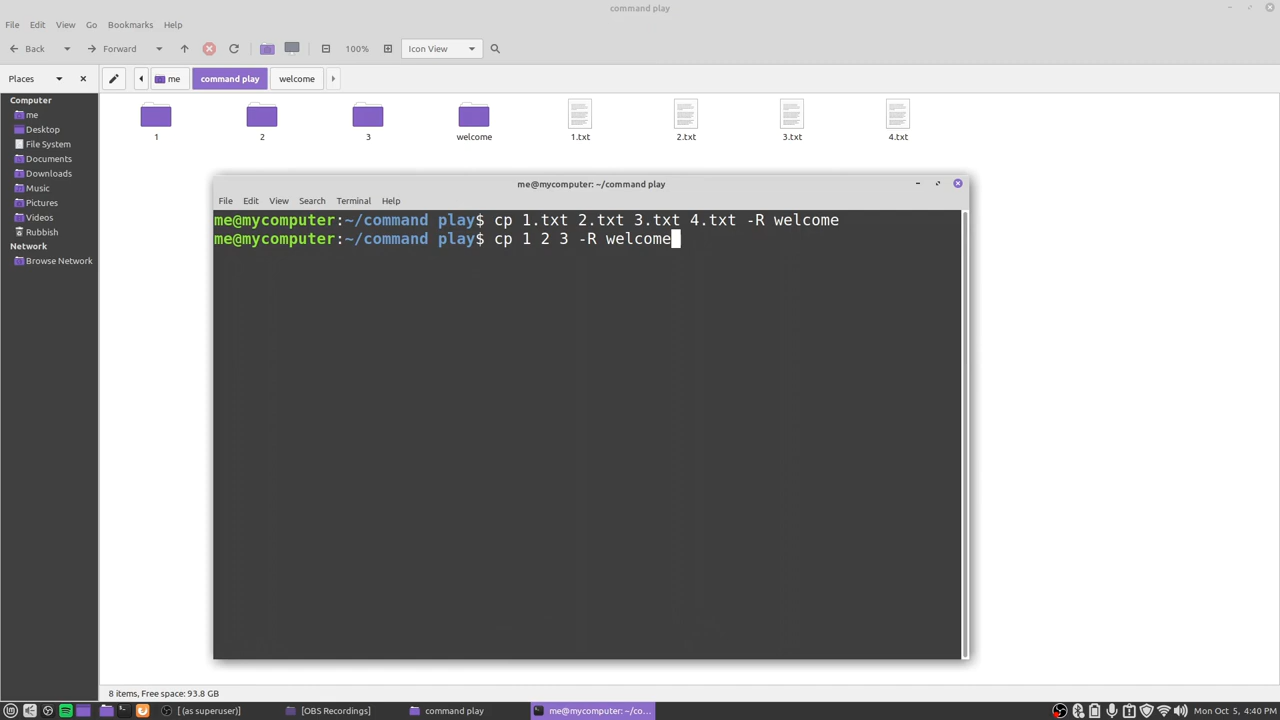 command play
File Edit View Go Bookmarks Help
Back Forward 100% Icon View
Places me command play welcome
Computer
me
Desktop
File System
Documents
Downloads
Music
Pictures
Videos
Rubbish
Network
Browse Network
1 2 3 welcome 1.txt 2.txt 3.txt 4.txt
me@mycomputer: ~/command play
File Edit View Search Terminal Help
me@mycomputer:~/command play$ cp 1.txt 2.txt 3.txt 4.txt -R welcome
me@mycomputer:~/command play$ cp 1 2 3 -R welcome
8 items, Free space: 93.8 GB
[ (as superuser)] [OBS Recordings] command play me@mycomputer: ~/co... Mon Oct 5, 4:40 PM